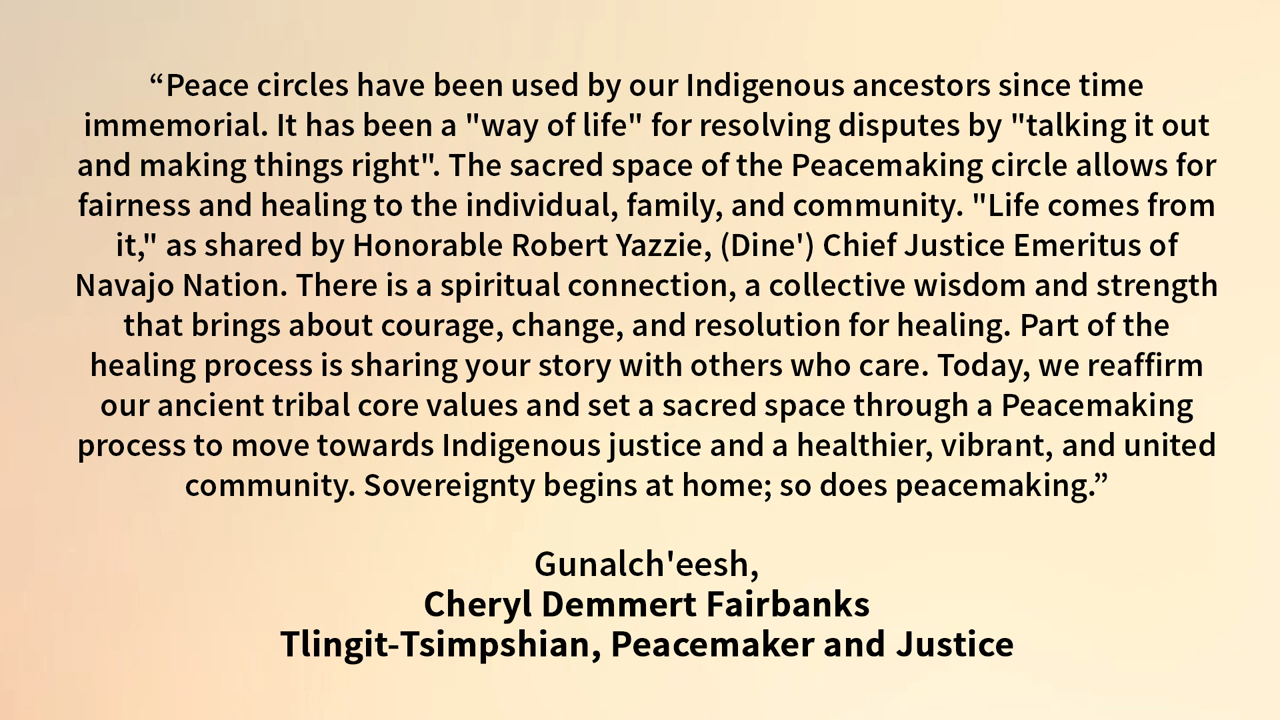 “Peace circles have been used by our Indigenous ancestors since time
immemorial. It has been a "way of life" for resolving disputes by "talking it out
and making things right". The sacred space of the Peacemaking circle allows for
fairness and healing to the individual, family, and community. "Life comes from
it," as shared by Honorable Robert Yazzie, (Dine') Chief Justice Emeritus of
Navajo Nation. There is a spiritual connection, a collective wisdom and strength
that brings about courage, change, and resolution for healing. Part of the
healing process is sharing your story with others who care. Today, we reaffirm
our ancient tribal core values and set a sacred space through a Peacemaking
process to move towards Indigenous justice and a healthier, vibrant, and united
community. Sovereignty begins at home; so does peacemaking.”
Gunalch'eesh,
Cheryl Demmert Fairbanks
Tlingit-Tsimpshian, Peacemaker and Justice